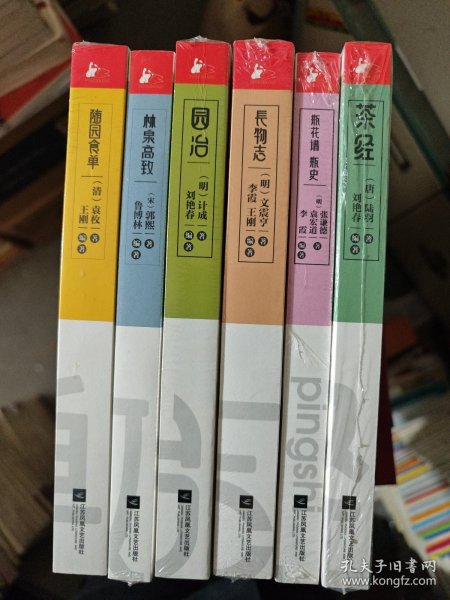 随园食单
（清）袁枚 著
王刚 编著
江苏凤凰文艺出版社
林泉高致
（宋）郭熙 著
鲁博林 编著
江苏凤凰文艺出版社
园冶
（明）计成 著
刘艳春 编著
江苏凤凰文艺出版社
长物志
（明）文震亨 著
李霞 王刚 编著
江苏凤凰文艺出版社
瓶花谱 瓶史
（明）张谦德 袁宏道 著
李霞 编著
pingshi
江苏凤凰文艺出版社
茶经
（唐）陆羽 著
刘艳春 编著
江苏凤凰文艺出版社
孔夫子旧书网